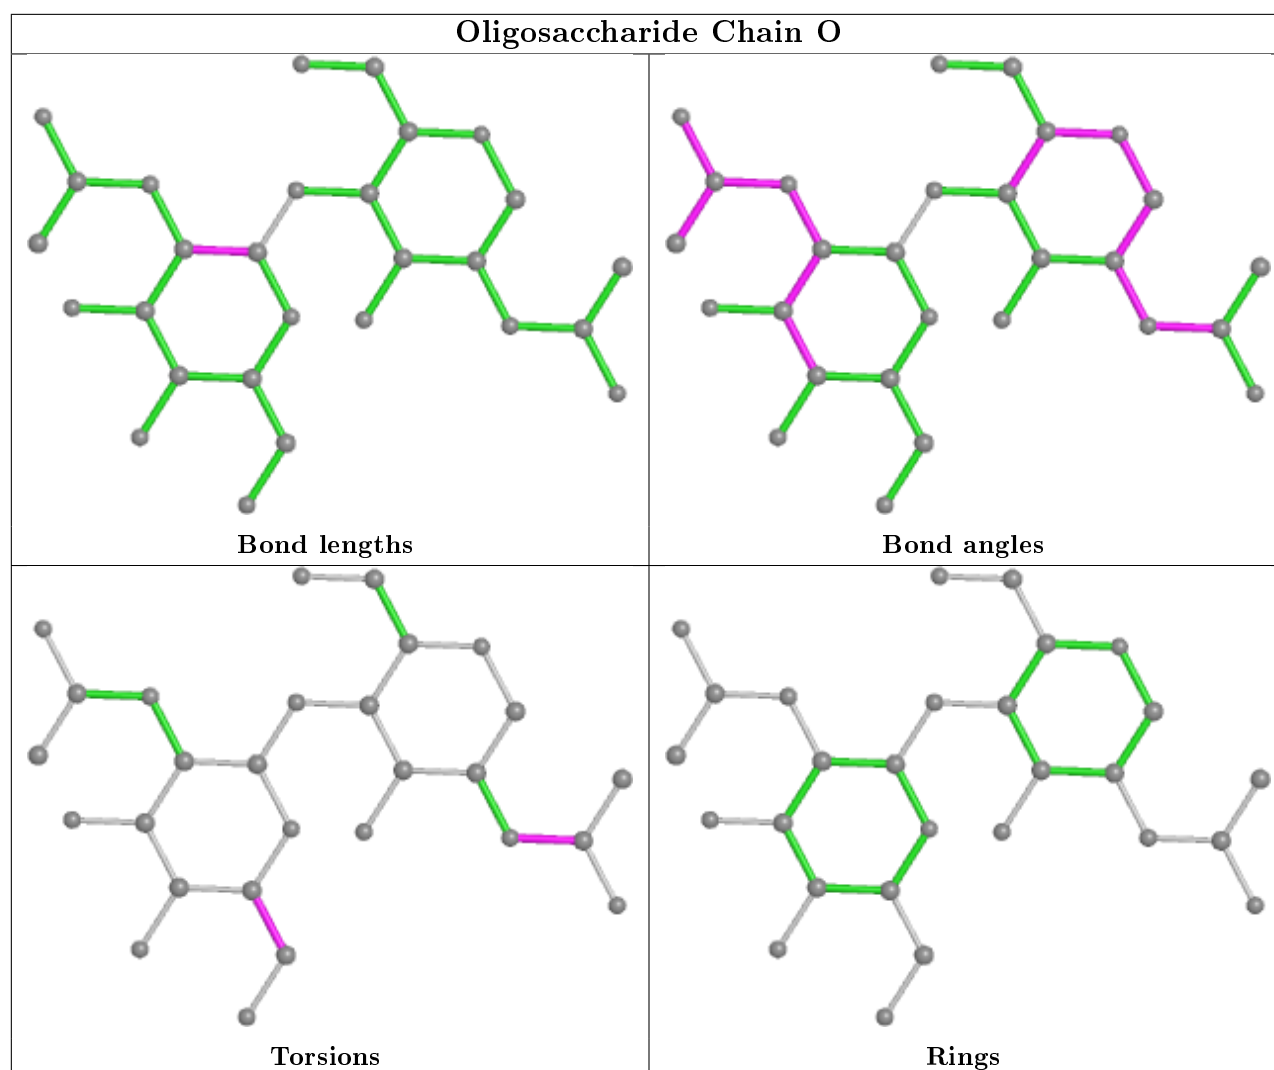 Oligosaccharide Chain O
Bond lengths
Bond angles
Torsions
Rings